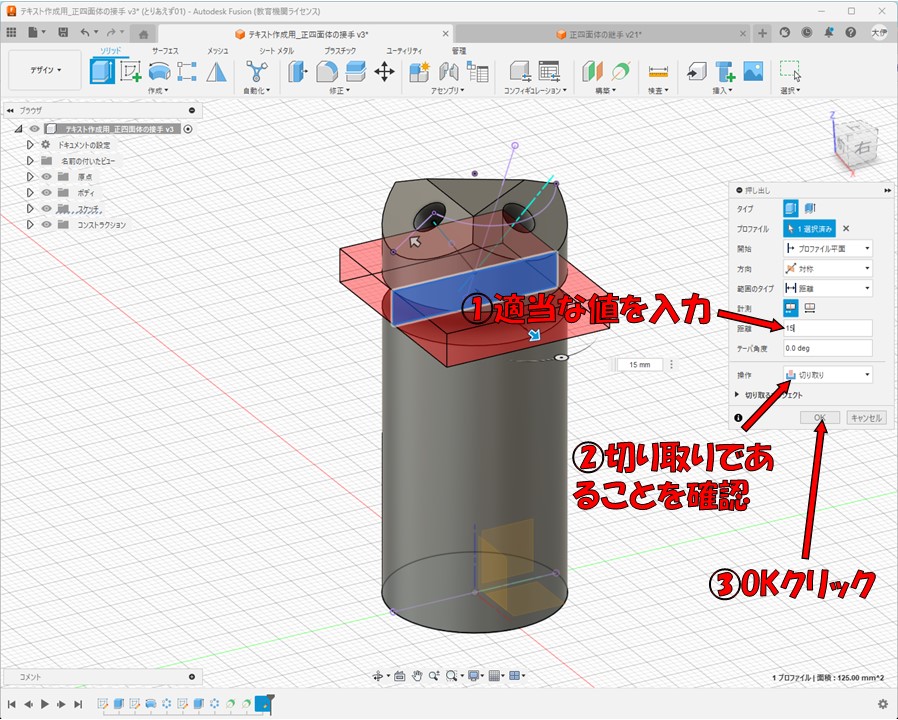 テキスト作成用_正四面体の接手 v3* (とりあえず01) - Autodesk Fusion (教育機関ライセンス)
テキスト作成用_正四面体の接手 v3*
正四面体の継手 v21*
大伊
デザイン
ソリッド サーフェス メッシュ シート メタル プラスチック ユーティリティ 管理
作成 自動化 修正 アセンブリ コンフィギュレーション 構築 検査 挿入 選択
ブラウザ
テキスト作成用_正四面体の接手 v3
ドキュメントの設定
名前の付いたビュー
原点
ボディ
スケッチ
コンストラクション
Z
右
X
押し出し
タイプ
プロファイル 1 選択済み
開始 プロファイル平面
方向 対称
範囲のタイプ 距離
計測
距離 15
テーパ角度 0.0 deg
操作 切り取り
OK キャンセル
①適当な値を入力
15 mm
②切り取りであ
ることを確認
③OKクリック
コメント
1 プロファイル | 面積 : 125.00 mm^2